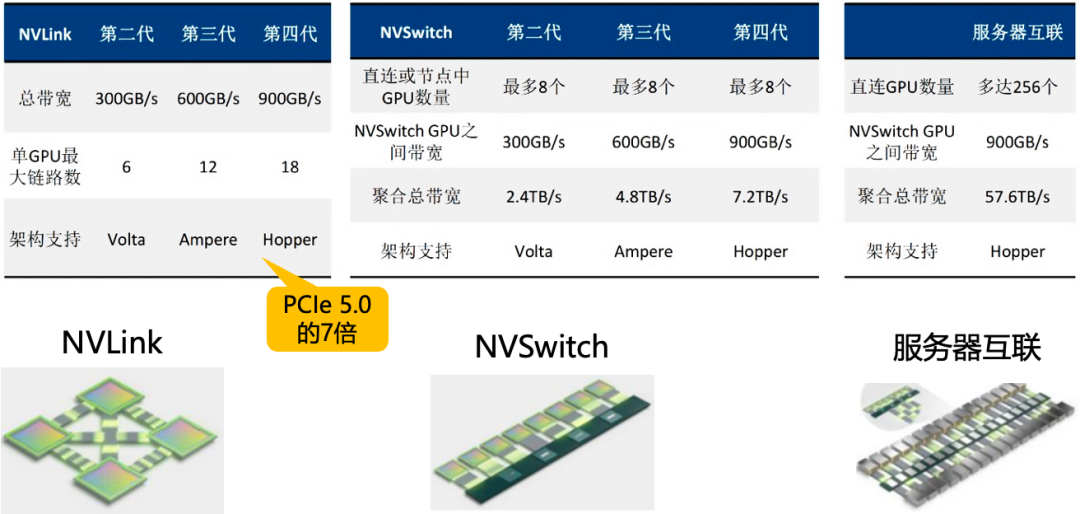 NVLink 第二代 第三代 第四代
总带宽 300GB/s 600GB/s 900GB/s
单GPU最
大链路数 6 12 18
架构支持 Volta Ampere Hopper
PCIe 5.0
的7倍
NVLink
NVSwitch 第二代 第三代 第四代
直连或节点中
GPU数量 最多8个 最多8个 最多8个
NVSwitch GPU之
间带宽 300GB/s 600GB/s 900GB/s
聚合总带宽 2.4TB/s 4.8TB/s 7.2TB/s
架构支持 Volta Ampere Hopper
NVSwitch
服务器互联
直连GPU数量 多达256个
NVSwitch GPU
之间带宽 900GB/s
聚合总带宽 57.6TB/s
架构支持 Hopper
服务器互联